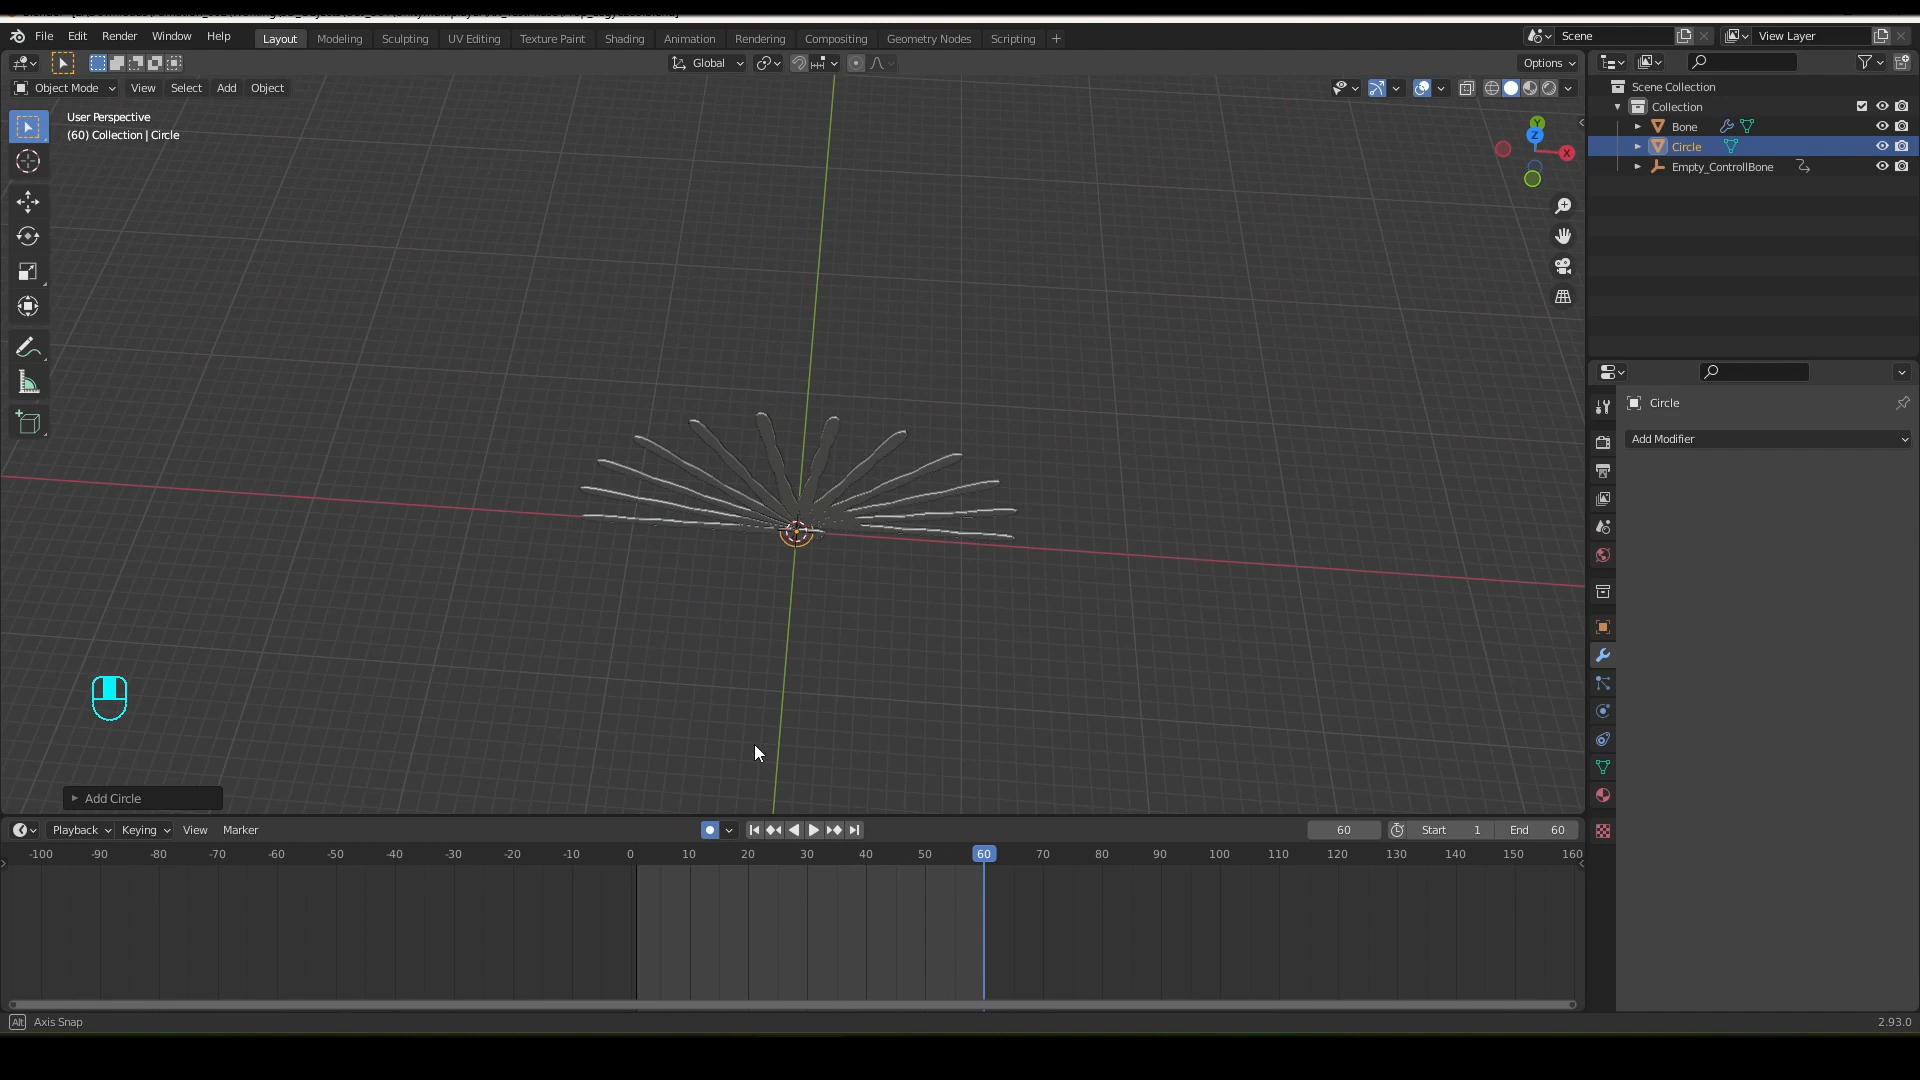 File Edit Render Window Help Layout Modeling Sculpting UV Editing Texture Paint Shading Animation Rendering Compositing Geometry Nodes Scripting + Scene View Layer
Global Options
Object Mode View Select Add Object
User Perspective
(60) Collection | Circle
Y
Z
X
Scene Collection
Collection
Bone
Circle
Empty_ControllBone
Circle
Add Modifier
Add Circle
Playback Keying View Marker 60 Start 1 End 60
-100 -90 -80 -70 -60 -50 -40 -30 -20 -10 0 10 20 30 40 50 60 70 80 90 100 110 120 130 140 150 160
Alt Axis Snap 2.93.0